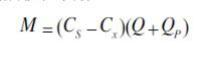 M = (C_S − C_x)(Q + Q_P)